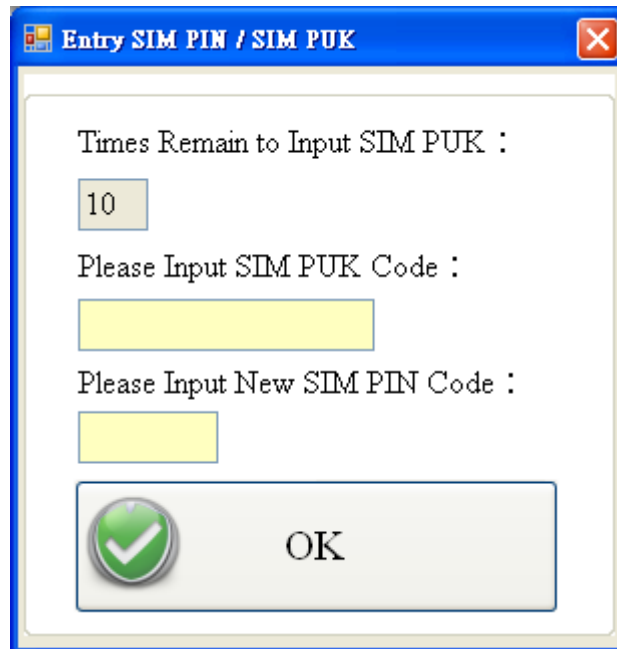 Entry SIM PIN / SIM PUK
Times Remain to Input SIM PUK：
10
Please Input SIM PUK Code：
Please Input New SIM PIN Code：
OK